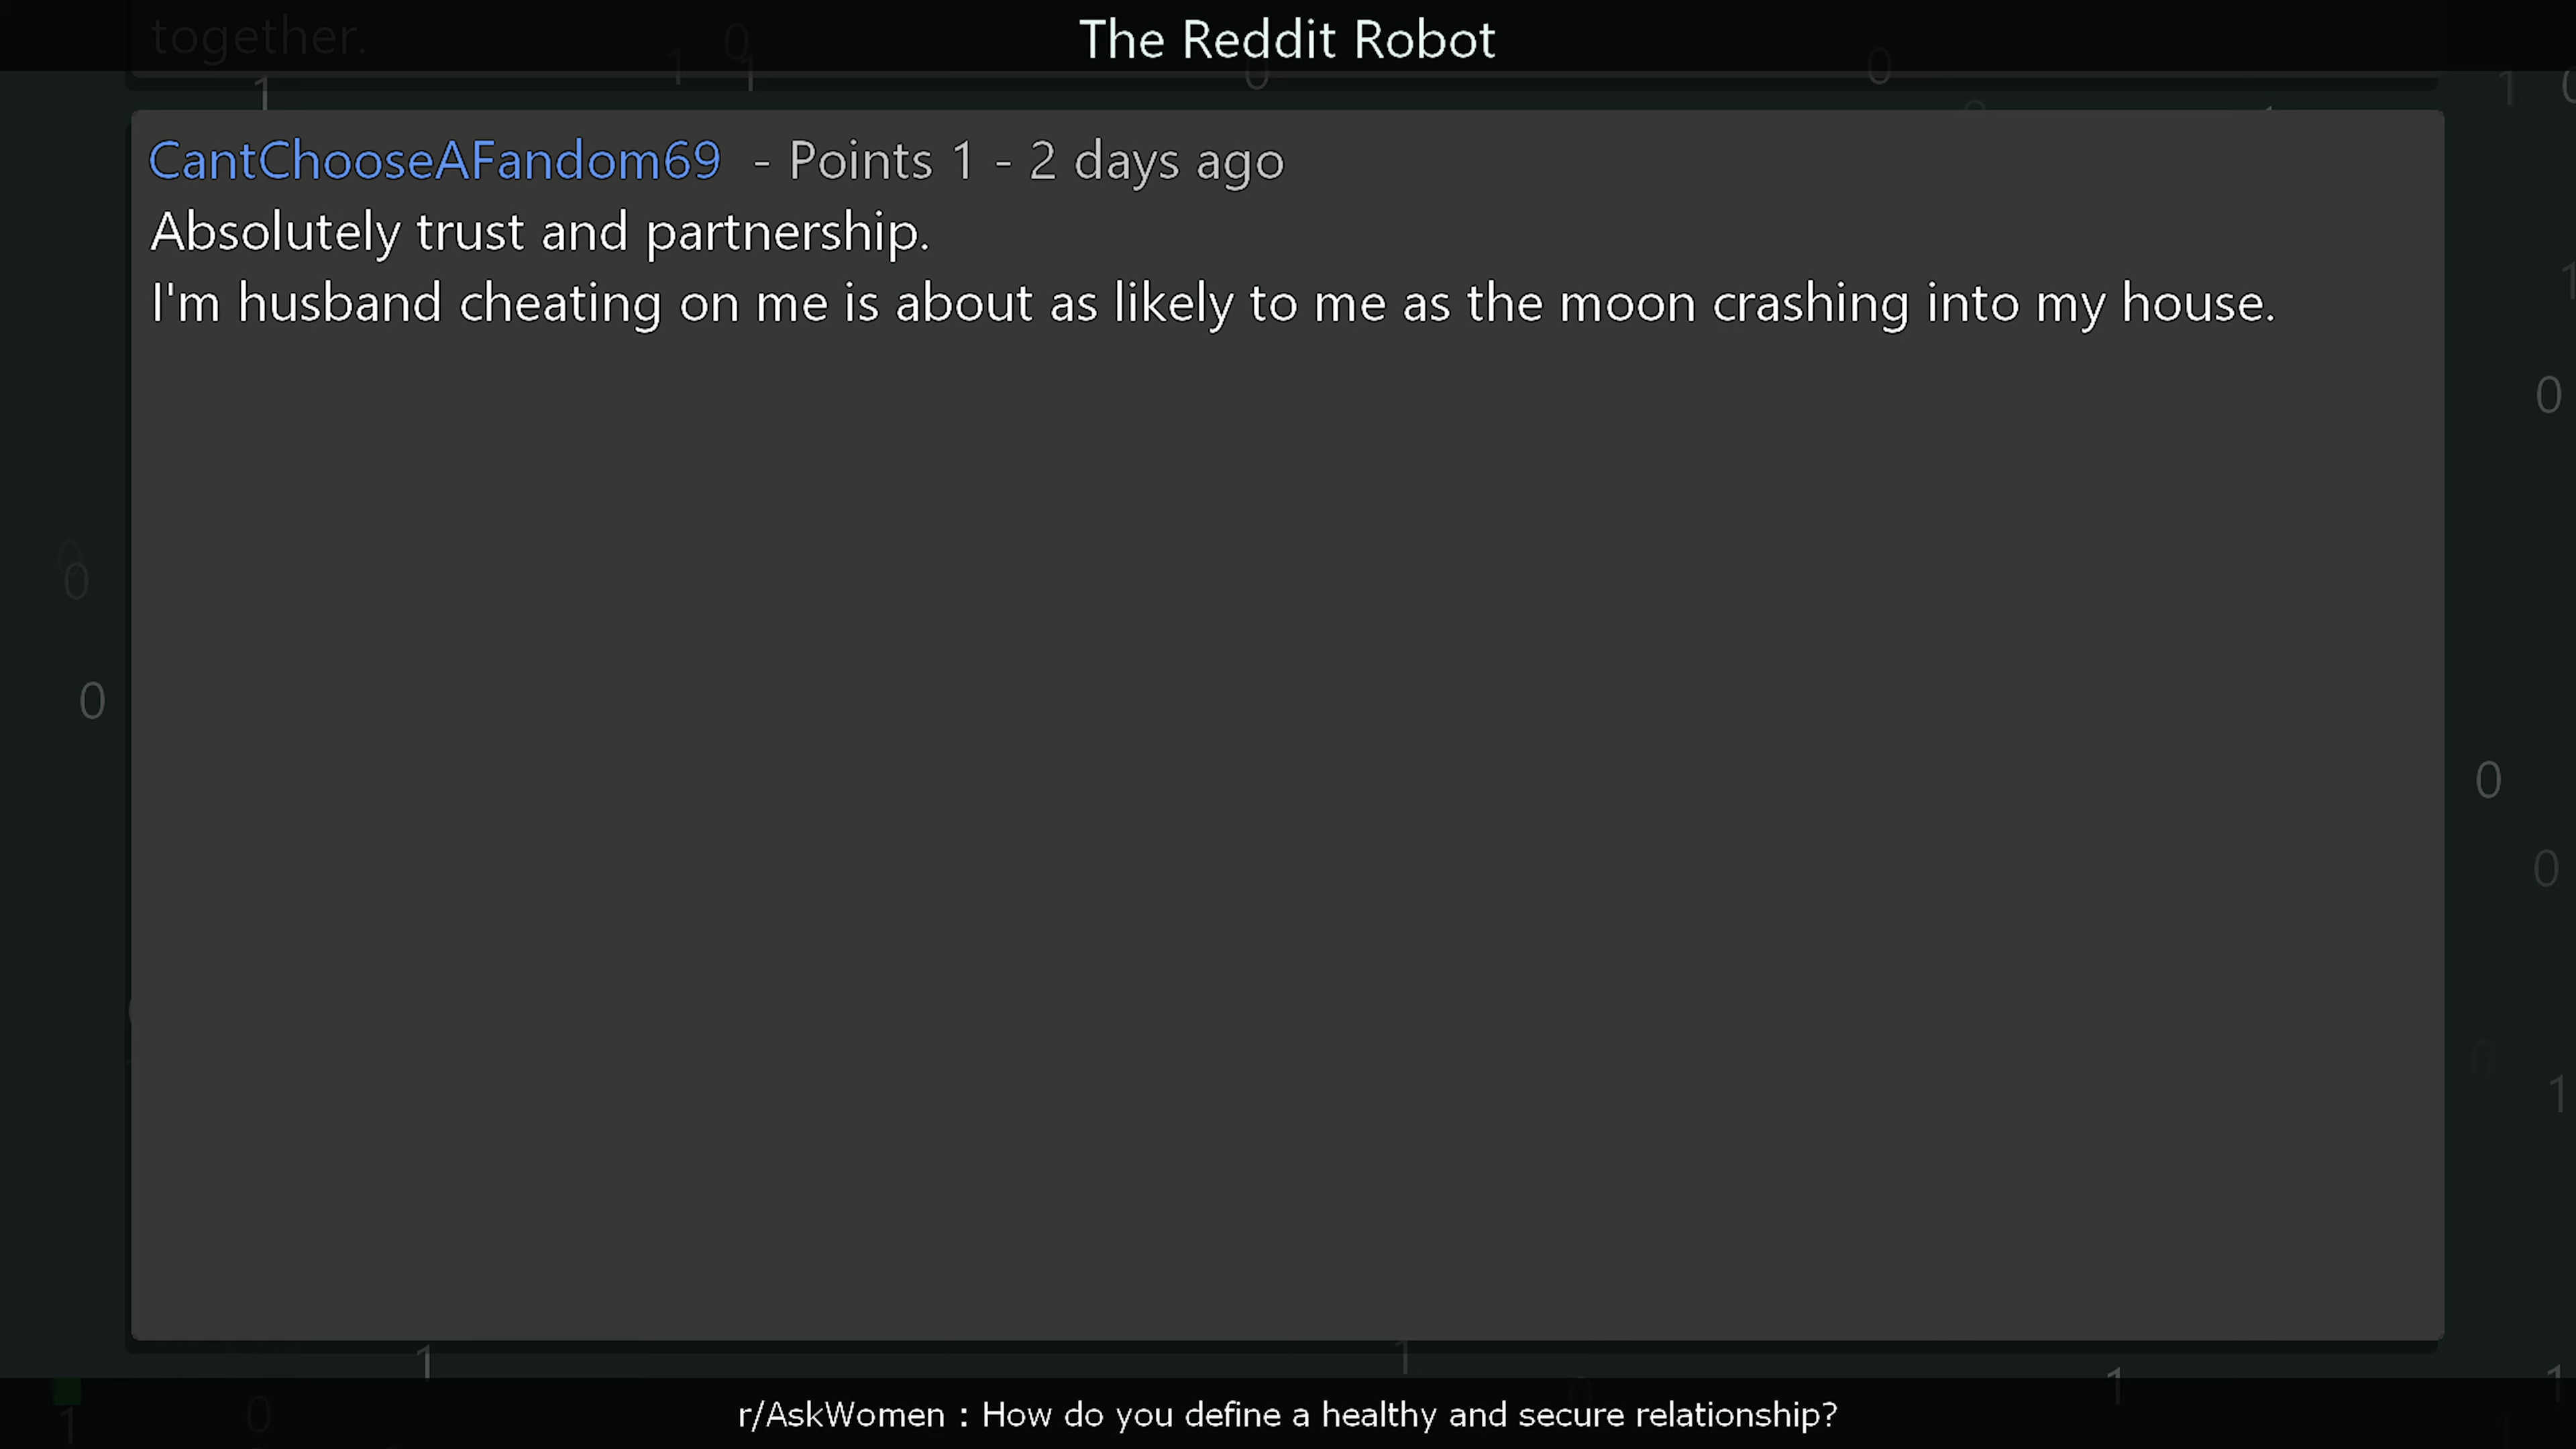 together.
The Reddit Robot
CantChooseAFandom69 - Points 1 - 2 days ago
Absolutely trust and partnership.
I'm husband cheating on me is about as likely to me as the moon crashing into my house.
r/AskWomen : How do you define a healthy and secure relationship?